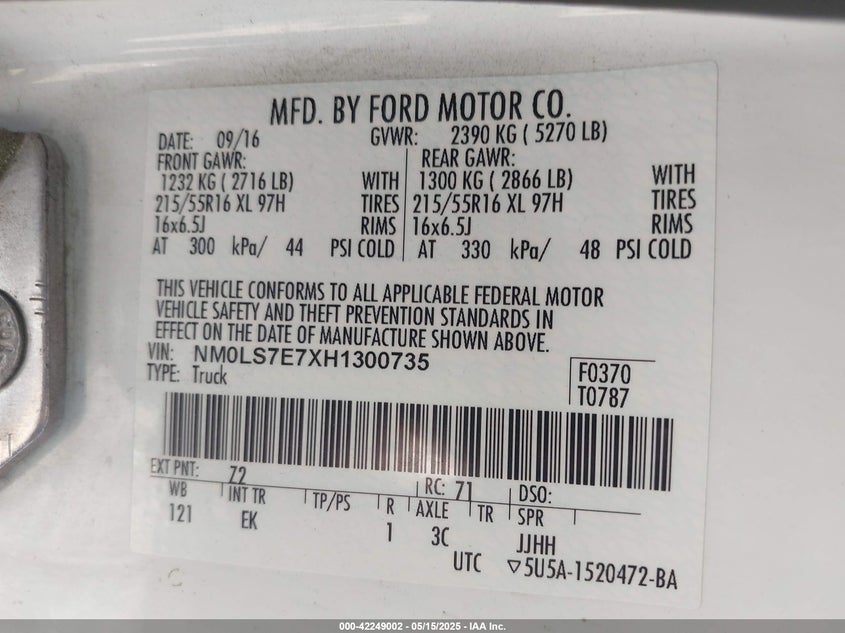 MFD. BY FORD MOTOR CO.
DATE: 09/16 GVWR: 2390 KG ( 5270 LB)
FRONT GAWR: REAR GAWR:
1232 KG ( 2716 LB) WITH 1300 KG ( 2866 LB) WITH
215/55R16 XL 97H TIRES 215/55R16 XL 97H TIRES
16x6.5J RIMS 16x6.5J RIMS
AT 300 kPa/ 44 PSI COLD AT 330 kPa/ 48 PSI COLD
THIS VEHICLE CONFORMS TO ALL APPLICABLE FEDERAL MOTOR
VEHICLE SAFETY AND THEFT PREVENTION STANDARDS IN
EFFECT ON THE DATE OF MANUFACTURE SHOWN ABOVE.
VIN: NM0LS7E7XH1300735
TYPE: Truck
F0370
T0787
EXT PNT: 72 RC: 71 DSO:
WB INT TR TP/PS R AXLE TR SPR
121 EK 1 3C JJHH
UTC ▽5U5A-1520472-BA
000-42249002 - 05/15/2025 - IAA Inc.